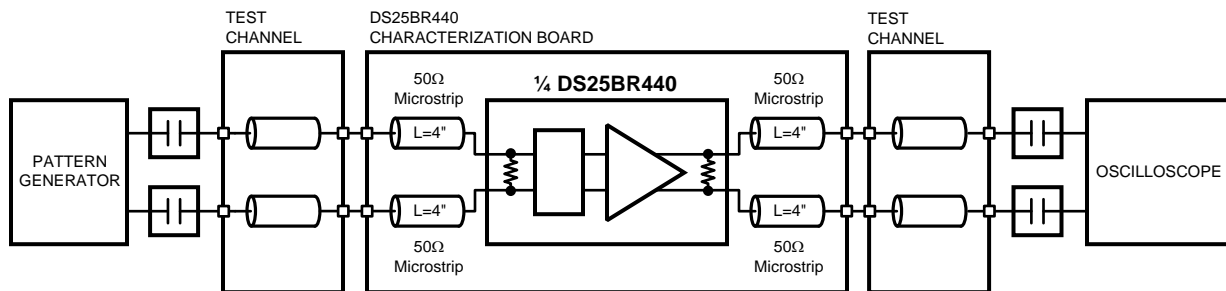 TEST
CHANNEL
DS25BR440
CHARACTERIZATION BOARD
TEST
CHANNEL
50Ω
Microstrip
¼ DS25BR440
50Ω
Microstrip
L=4"
L=4"
PATTERN
GENERATOR
OSCILLOSCOPE
L=4"
L=4"
50Ω
Microstrip
50Ω
Microstrip